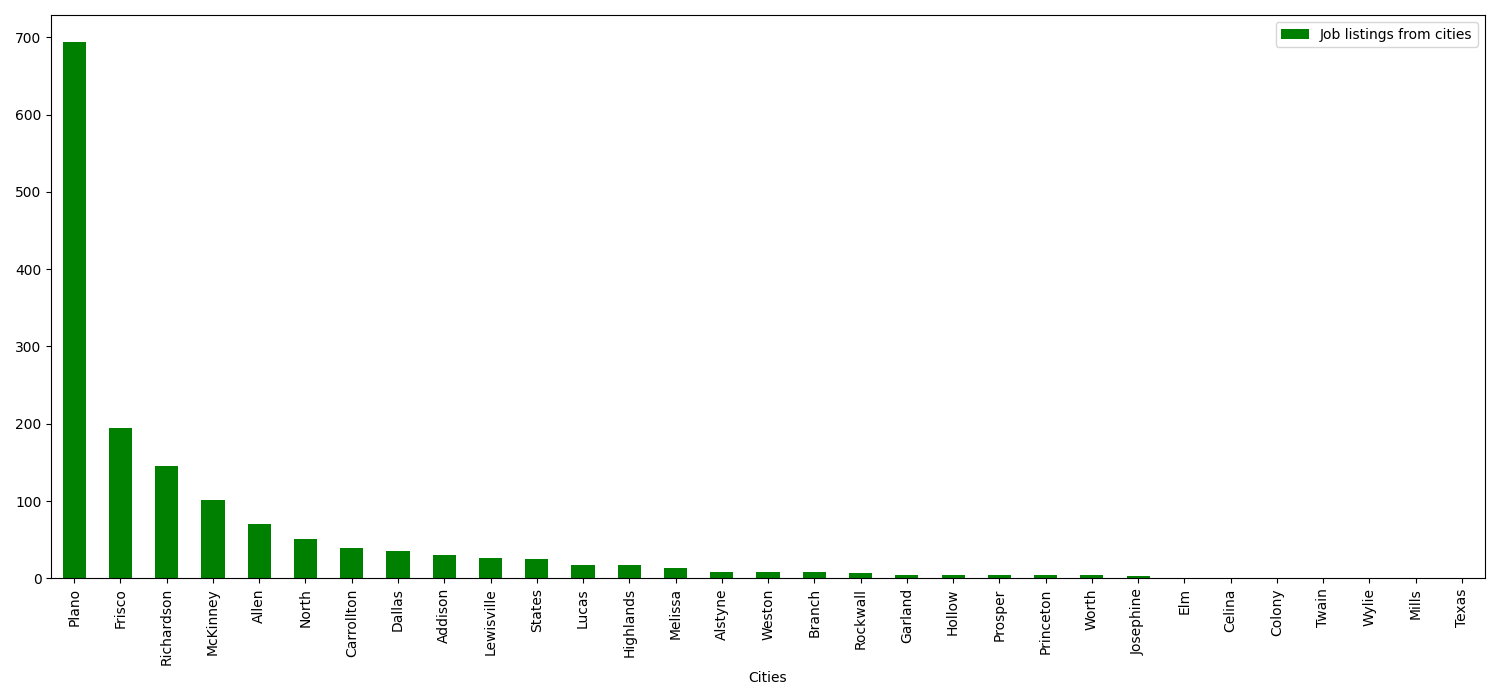 Job listings from cities
700
600
500
400
300
200
100
0
Plano
Frisco
Richardson
McKinney
Allen
North
Carrollton
Dallas
Addison
Lewisville
States
Lucas
Highlands
Melissa
Alstyne
Weston
Branch
Rockwall
Garland
Hollow
Prosper
Princeton
Worth
Josephine
Elm
Celina
Colony
Twain
Wylie
Mills
Texas
Cities